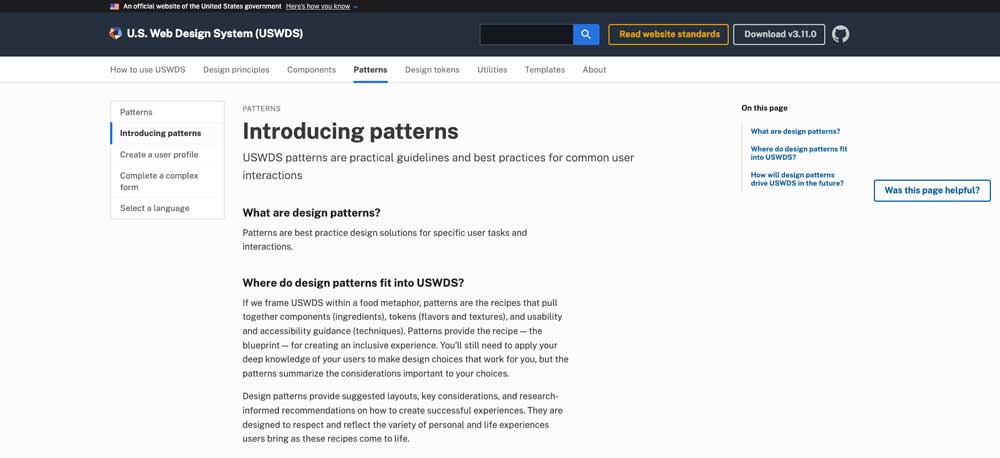 An official website of the United States government Here's how you know
U.S. Web Design System (USWDS)
Read website standards
Download v3.11.0
How to use USWDS
Design principles
Components
Patterns
Design tokens
Utilities
Templates
About
Patterns
Introducing patterns
Create a user profile
Complete a complex
form
Select a language
PATTERNS
Introducing patterns
USWDS patterns are practical guidelines and best practices for common user
interactions
What are design patterns?
Patterns are best practice design solutions for specific user tasks and
interactions.
Where do design patterns fit into USWDS?
If we frame USWDS within a food metaphor, patterns are the recipes that pull
together components (ingredients), tokens (flavors and textures), and usability
and accessibility guidance (techniques). Patterns provide the recipe — the
blueprint — for creating an inclusive experience. You’ll still need to apply your
deep knowledge of your users to make design choices that work for you, but the
patterns summarize the considerations important to your choices.
Design patterns provide suggested layouts, key considerations, and research-
informed recommendations on how to create successful experiences. They are
designed to respect and reflect the variety of personal and life experiences
users bring as these recipes come to life.
On this page
What are design patterns?
Where do design patterns fit
into USWDS?
How will design patterns
drive USWDS in the future?
Was this page helpful?